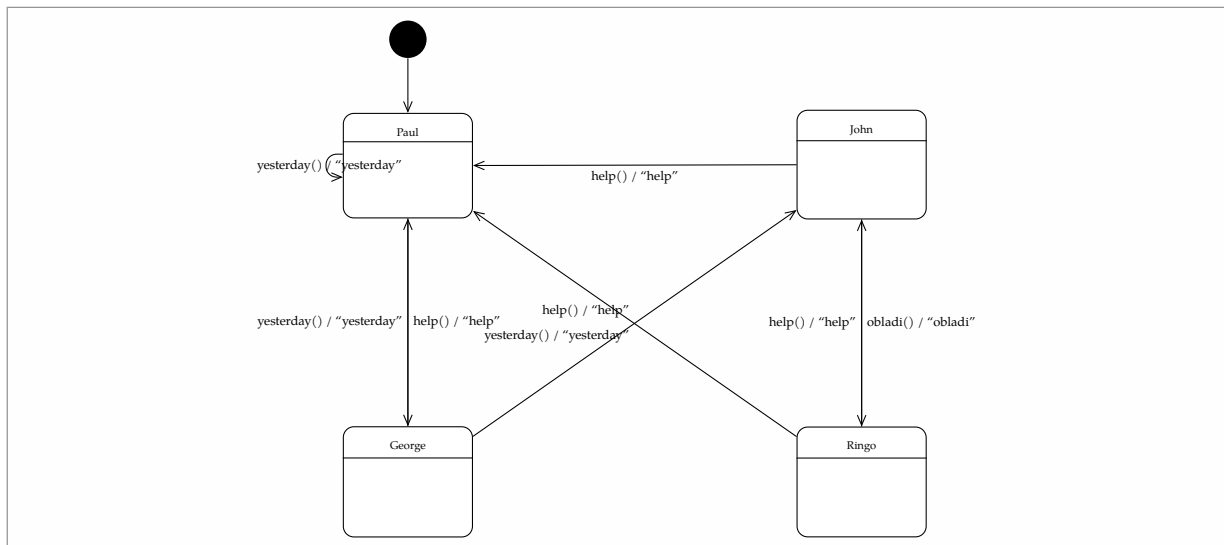 Paul
John
yesterday() / “yesterday”
help() / “help”
help() / “help”
yesterday() / “yesterday”
help() / “help”
help() / “help”
obladi() / “obladi”
yesterday() / “yesterday”
George
Ringo